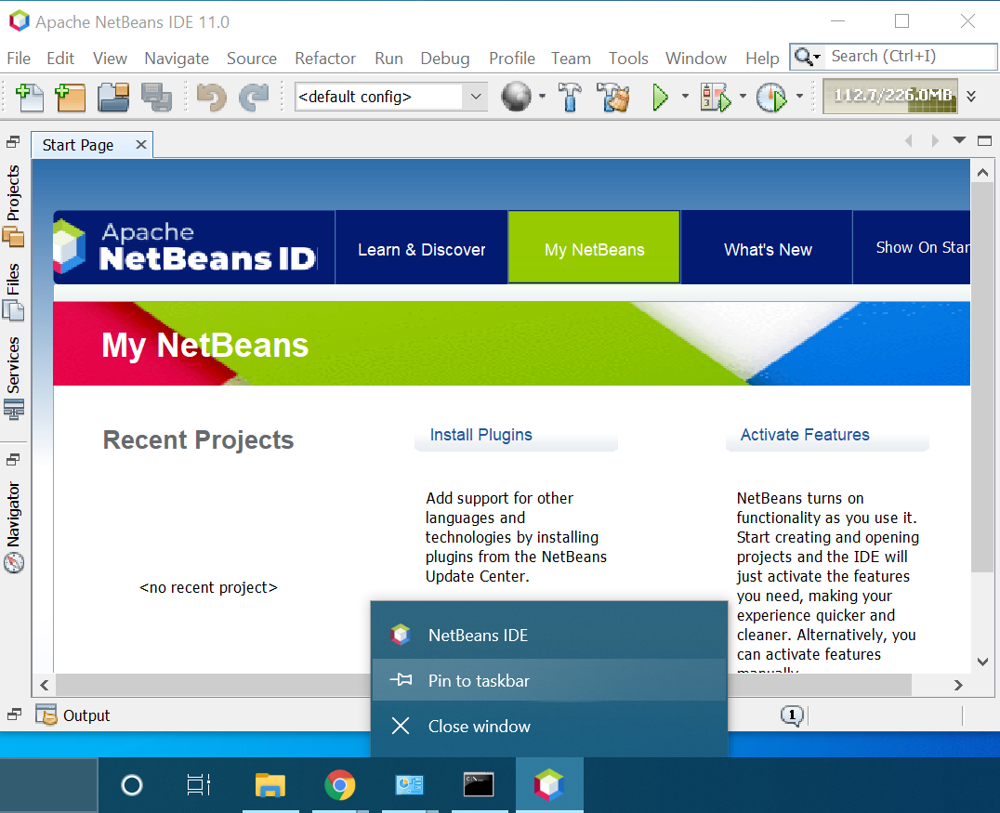 Apache NetBeans IDE 11.0
File Edit View Navigate Source Refactor Run Debug Profile Team Tools Window Help Search (Ctrl+I)
<default config>
112.7/226.0MB
Start Page
Projects
Files
Services
Navigator
Apache
NetBeans ID
Learn & Discover
My NetBeans
What's New
Show On Star
My NetBeans
Recent Projects
<no recent project>
Install Plugins
Add support for other
languages and
technologies by installing
plugins from the NetBeans
Update Center.
Activate Features
NetBeans turns on
functionality as you use it.
Start creating and opening
projects and the IDE will
just activate the features
you need, making your
experience quicker and
cleaner. Alternatively, you
can activate features
manually.
NetBeans IDE
Pin to taskbar
Close window
Output
1